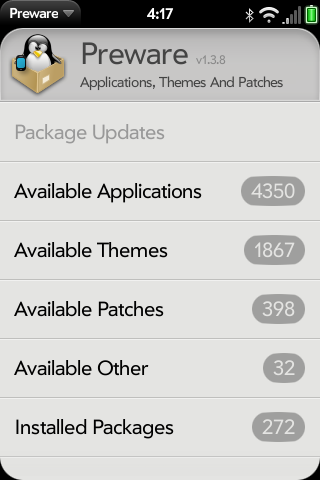 Preware 4:17
Preware v1.3.8
Applications, Themes And Patches
Package Updates
Available Applications 4350
Available Themes 1867
Available Patches 398
Available Other 32
Installed Packages 272